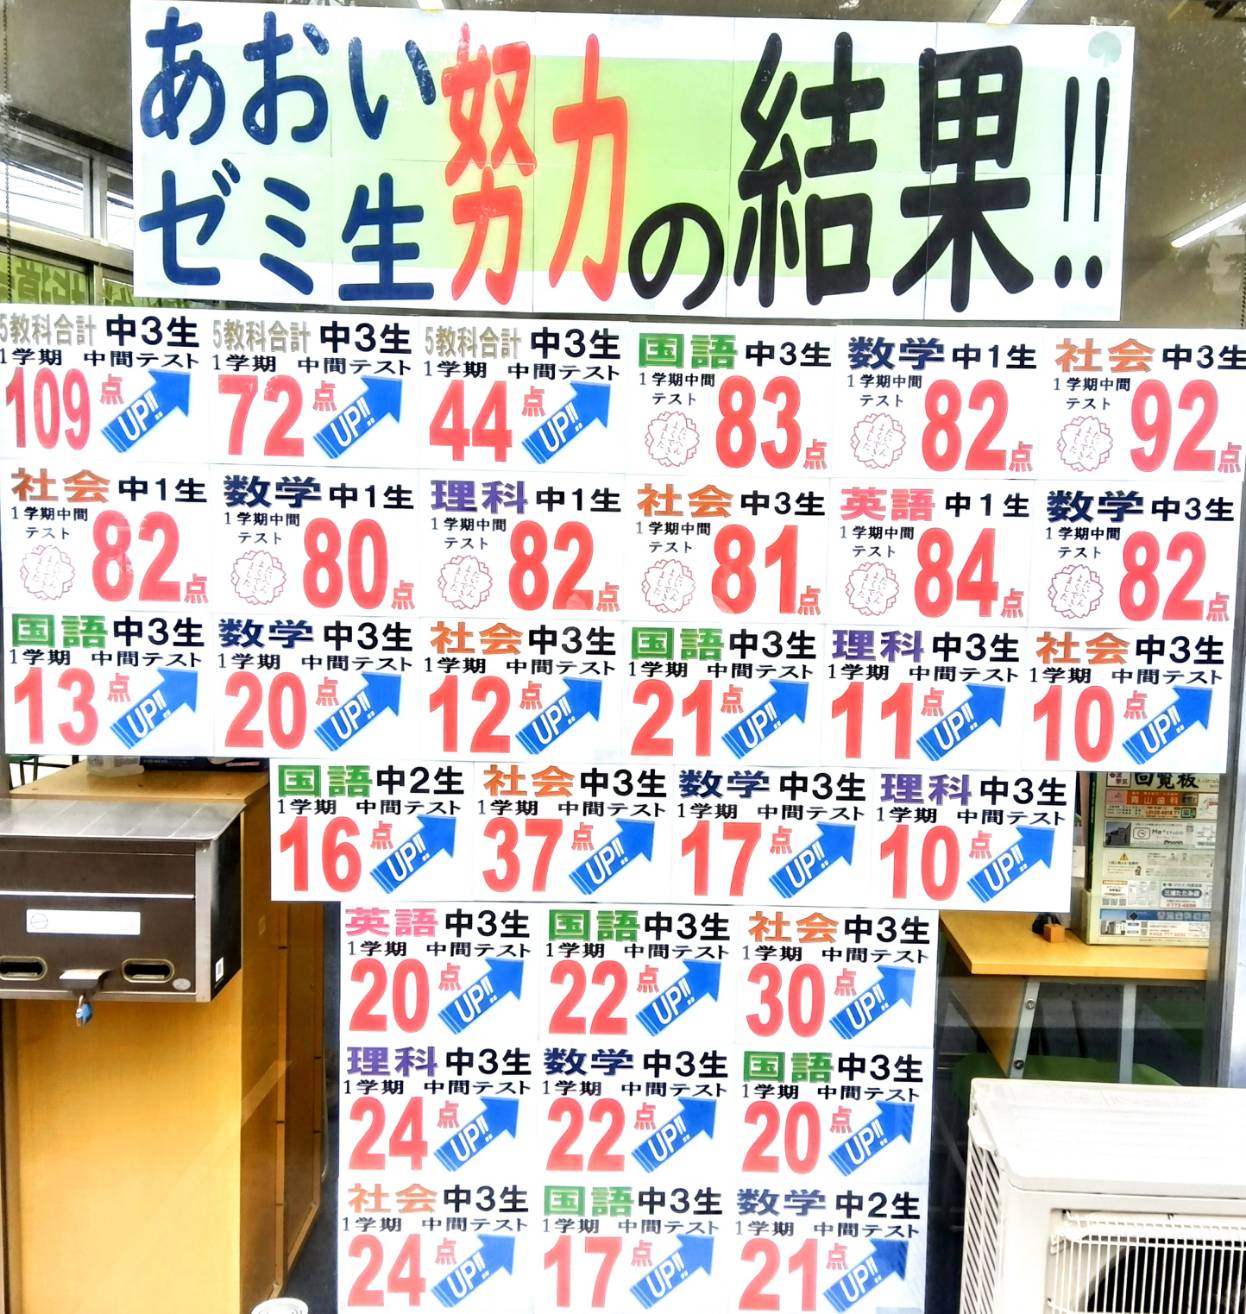 あおい
ゼミ生
努力の結果!!
5教科合計 中3生
1学期 中間テスト
109点 UP!!
5教科合計 中3生
1学期 中間テスト
72点 UP!!
5教科合計 中3生
1学期 中間テスト
44点 UP!!
国語 中3生
1学期中間
テスト
83点
数学 中1生
1学期中間
テスト
82点
社会 中3生
1学期中間
テスト
92点
社会 中1生
1学期中間
テスト
82点
数学 中1生
1学期中間
テスト
80点
理科 中1生
1学期中間
テスト
82点
社会 中3生
1学期中間
テスト
81点
英語 中1生
1学期中間
テスト
84点
数学 中3生
1学期中間
テスト
82点
国語 中3生
1学期 中間テスト
13点 UP!!
数学 中3生
1学期 中間テスト
20点 UP!!
社会 中3生
1学期 中間テスト
12点 UP!!
国語 中3生
1学期 中間テスト
21点 UP!!
理科 中3生
1学期 中間テスト
11点 UP!!
社会 中3生
1学期 中間テスト
10点 UP!!
国語 中2生
1学期 中間テスト
16点 UP!!
社会 中3生
1学期 中間テスト
37点 UP!!
数学 中3生
1学期 中間テスト
17点 UP!!
理科 中3生
1学期 中間テスト
10点 UP!!
回覧板
英語 中3生
1学期 中間テスト
20点 UP!!
国語 中3生
1学期 中間テスト
22点 UP!!
社会 中3生
1学期 中間テスト
30点 UP!!
理科 中3生
1学期 中間テスト
24点 UP!!
数学 中3生
1学期 中間テスト
22点 UP!!
国語 中3生
1学期 中間テスト
20点 UP!!
社会 中3生
1学期 中間テスト
24点 UP!!
国語 中3生
1学期 中間テスト
17点 UP!!
数学 中2生
1学期 中間テスト
21点 UP!!